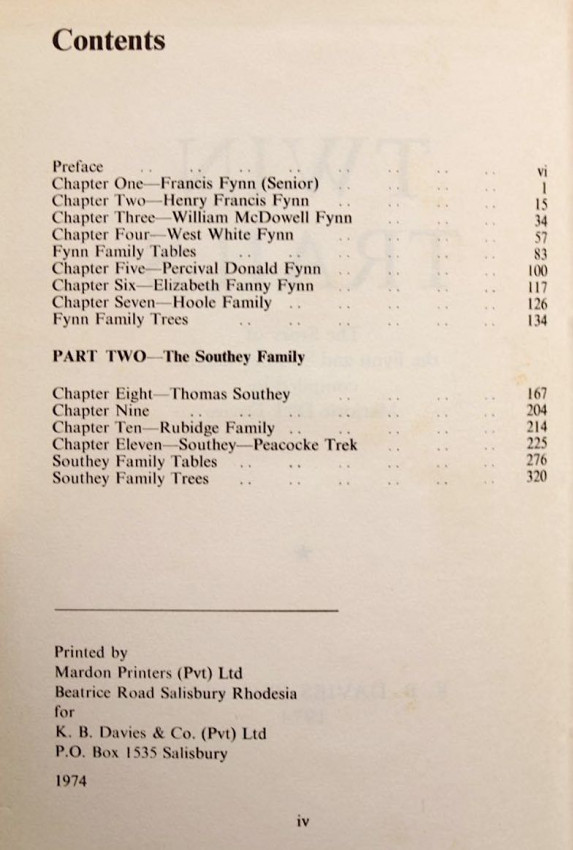 Contents
Preface .. .. .. .. .. .. .. .. vi
Chapter One—Francis Fynn (Senior) .. .. .. .. 1
Chapter Two—Henry Francis Fynn .. .. .. .. 15
Chapter Three—William McDowell Fynn .. .. .. 34
Chapter Four—West White Fynn .. .. .. .. 57
Fynn Family Tables .. .. .. .. .. .. 83
Chapter Five—Percival Donald Fynn .. .. .. .. 100
Chapter Six—Elizabeth Fanny Fynn .. .. .. .. 117
Chapter Seven—Hoole Family .. .. .. .. .. 126
Fynn Family Trees .. .. .. .. .. .. 134
PART TWO—The Southey Family
Chapter Eight—Thomas Southey .. .. .. .. 167
Chapter Nine .. .. .. .. .. .. .. 204
Chapter Ten—Rubidge Family .. .. .. .. .. 214
Chapter Eleven—Southey—Peacocke Trek .. .. .. 225
Southey Family Tables .. .. .. .. .. .. 276
Southey Family Trees .. .. .. .. .. .. 320
Printed by
Mardon Printers (Pvt) Ltd
Beatrice Road Salisbury Rhodesia
for
K. B. Davies & Co. (Pvt) Ltd
P.O. Box 1535 Salisbury
1974
iv